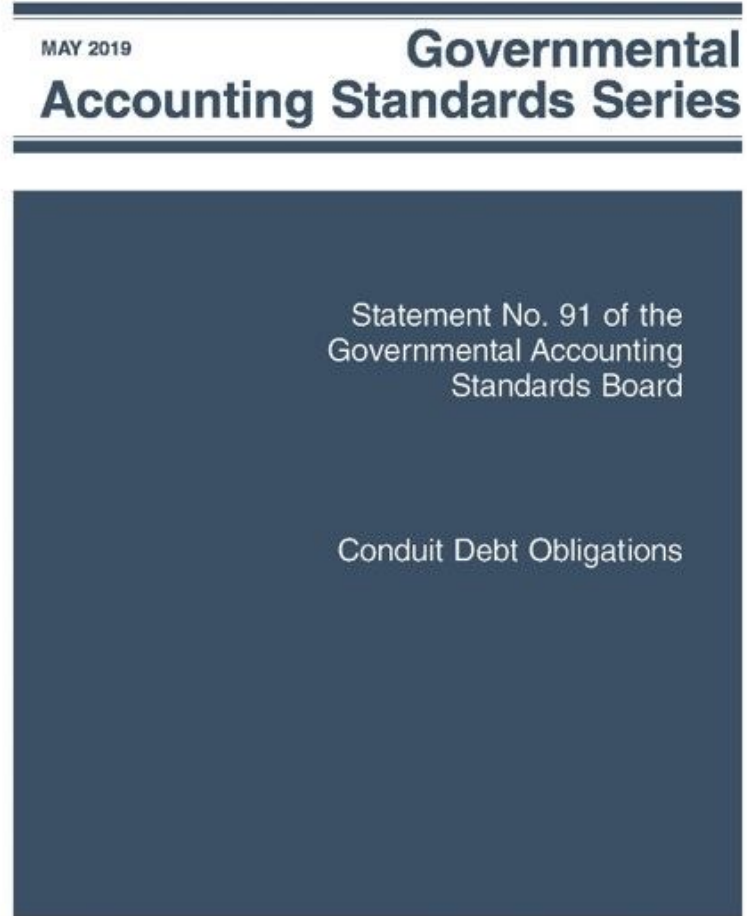 MAY 2019
Governmental
Accounting Standards Series
Statement No. 91 of the
Governmental Accounting
Standards Board
Conduit Debt Obligations